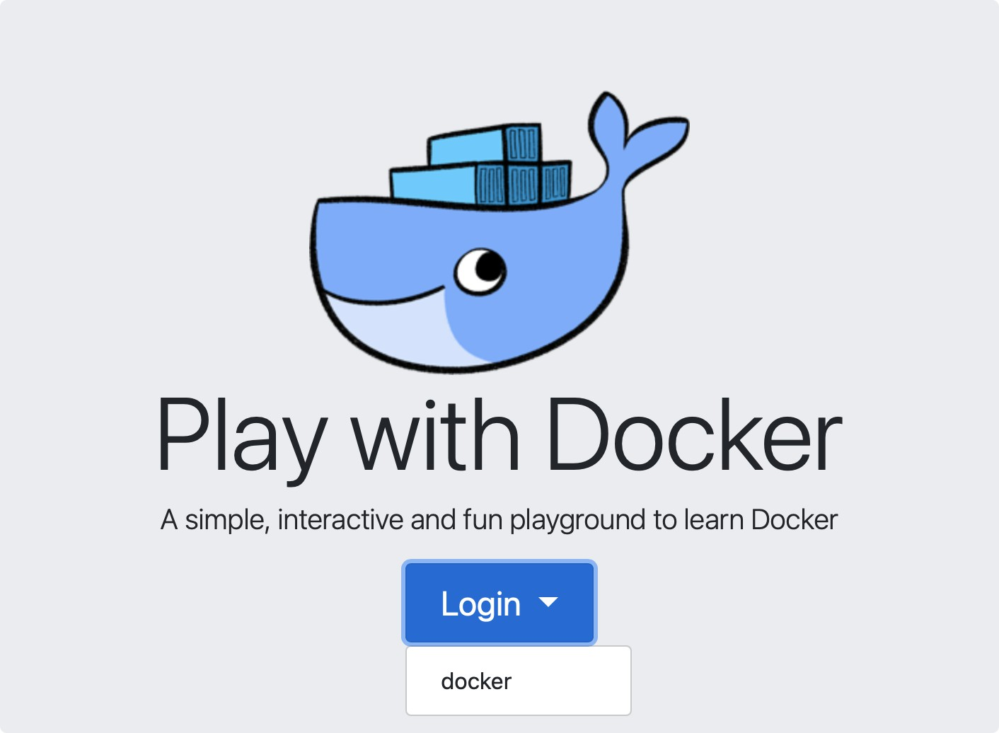 Play with Docker
A simple, interactive and fun playground to learn Docker
Login
docker